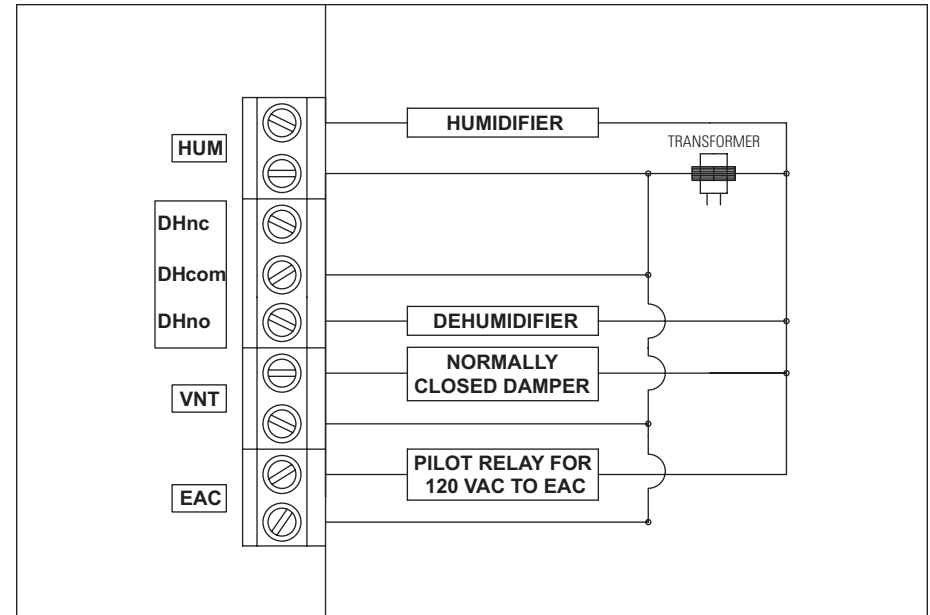 HUMIDIFIER
TRANSFORMER
HUM
DHnc
DHcom
DHno
DEHUMIDIFIER
NORMALLY
CLOSED DAMPER
VNT
PILOT RELAY FOR
120 VAC TO EAC
EAC